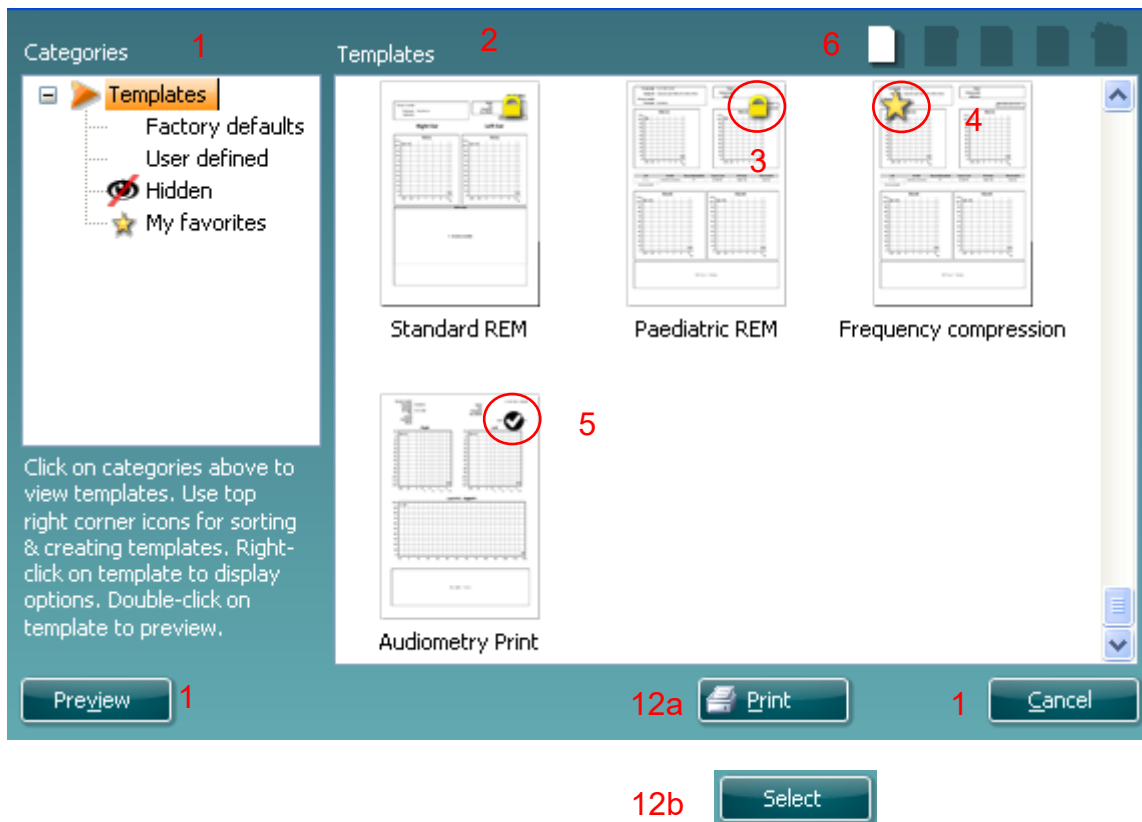 Categories 1
Templates 2
6
Templates
Factory defaults
User defined
Hidden
My favorites
3
4
Standard REM
Paediatric REM
Frequency compression
5
Audiometry Print
Click on categories above to
view templates. Use top
right corner icons for sorting
& creating templates. Right-
click on template to display
options. Double-click on
template to preview.
Preview 1
12a Print
1 Cancel
12b Select